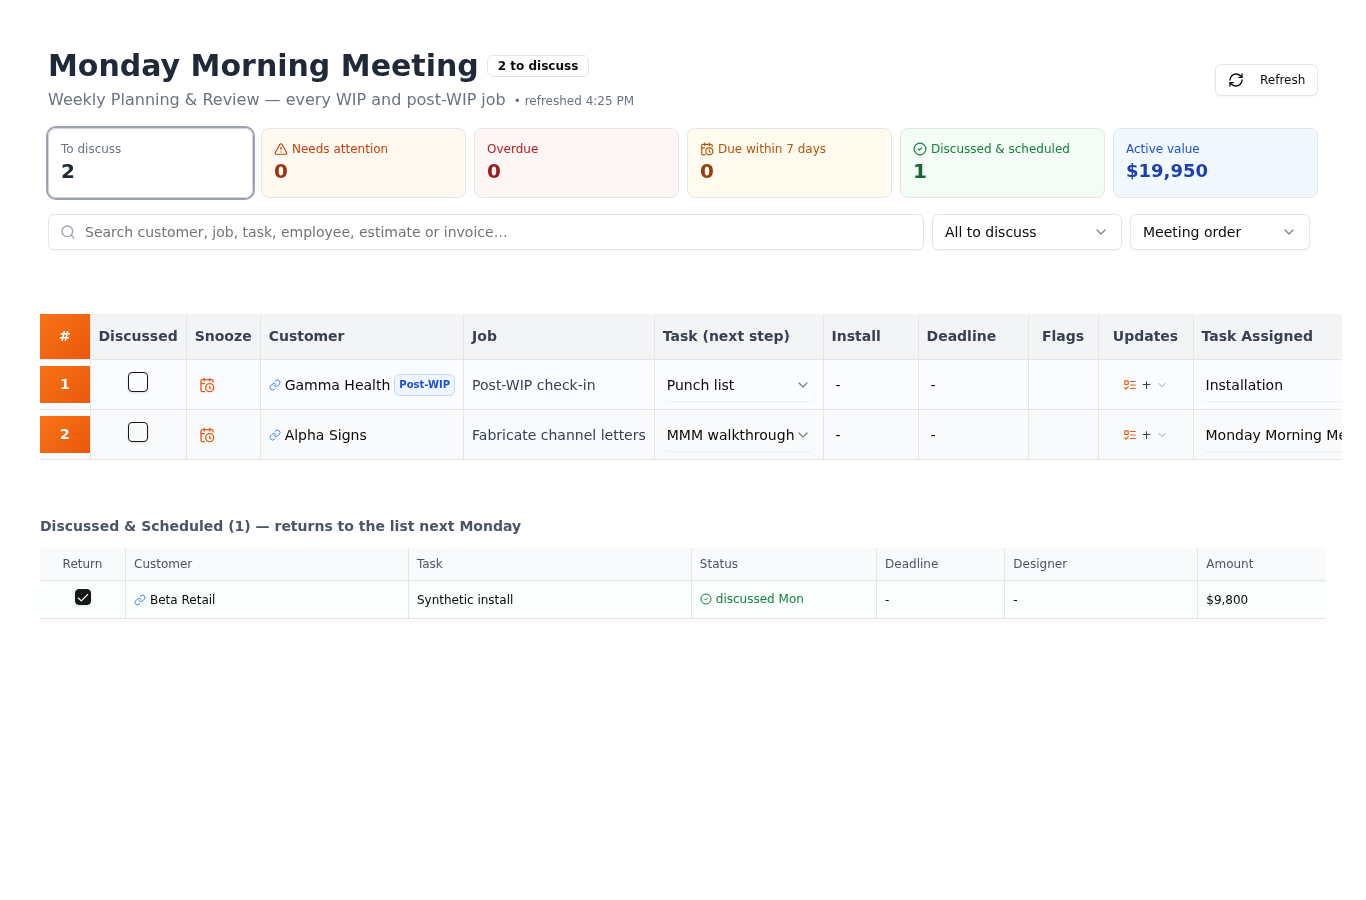 Monday Morning Meeting 2 to discuss
Refresh
Weekly Planning & Review — every WIP and post-WIP job • refreshed 4:25 PM
To discuss Needs attention Overdue Due within 7 days Discussed & scheduled Active value
2 0 0 0 1 $19,950
Search customer, job, task, employee, estimate or invoice... All to discuss Meeting order
# Discussed Snooze Customer Job Task (next step) Install Deadline Flags Updates Task Assigned
1 Gamma Health Post-WIP Post-WIP check-in Punch list - - + Installation
2 Alpha Signs Fabricate channel letters MMM walkthrough - - + Monday Morning Me
Discussed & Scheduled (1) — returns to the list next Monday
Return Customer Task Status Deadline Designer Amount
Beta Retail Synthetic install discussed Mon - - $9,800